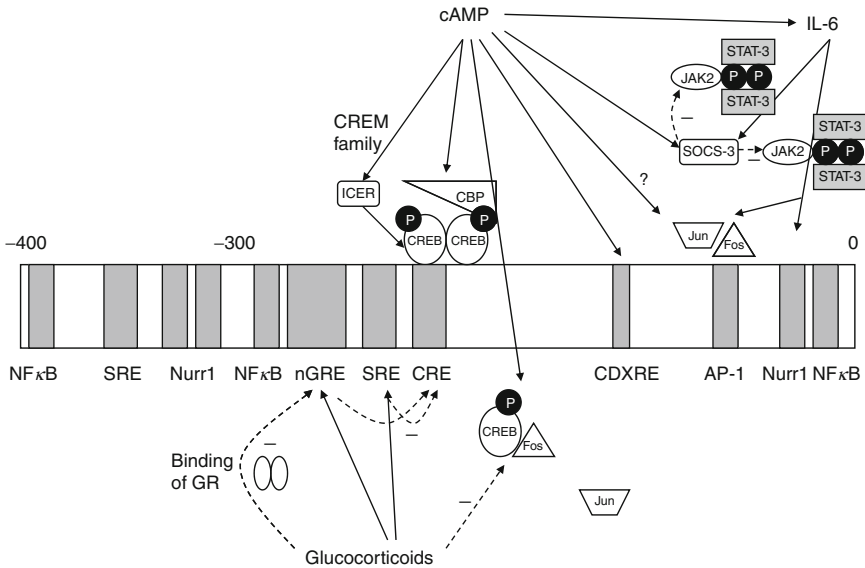 cAMP
IL-6
STAT-3
JAK2
P P
STAT-3
CREM
family
SOCS-3
JAK2
STAT-3
P P
STAT-3
ICER
CBP
?
P P
CREB CREB
Jun
Fos
–400
–300
0
NFκB SRE Nurr1 NFκB nGRE SRE CRE CDXRE AP-1 Nurr1 NFκB
P
CREB
Fos
Binding
of GR
Jun
Glucocorticoids